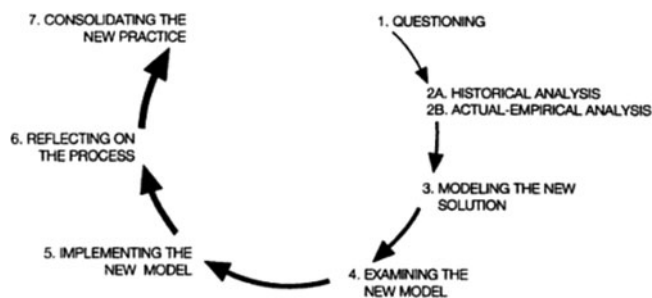 1. QUESTIONING
2A. HISTORICAL ANALYSIS
2B. ACTUAL-EMPIRICAL ANALYSIS
3. MODELING THE NEW
SOLUTION
4. EXAMINING THE
NEW MODEL
5. IMPLEMENTING THE
NEW MODEL
6. REFLECTING ON
THE PROCESS
7. CONSOLIDATING THE
NEW PRACTICE